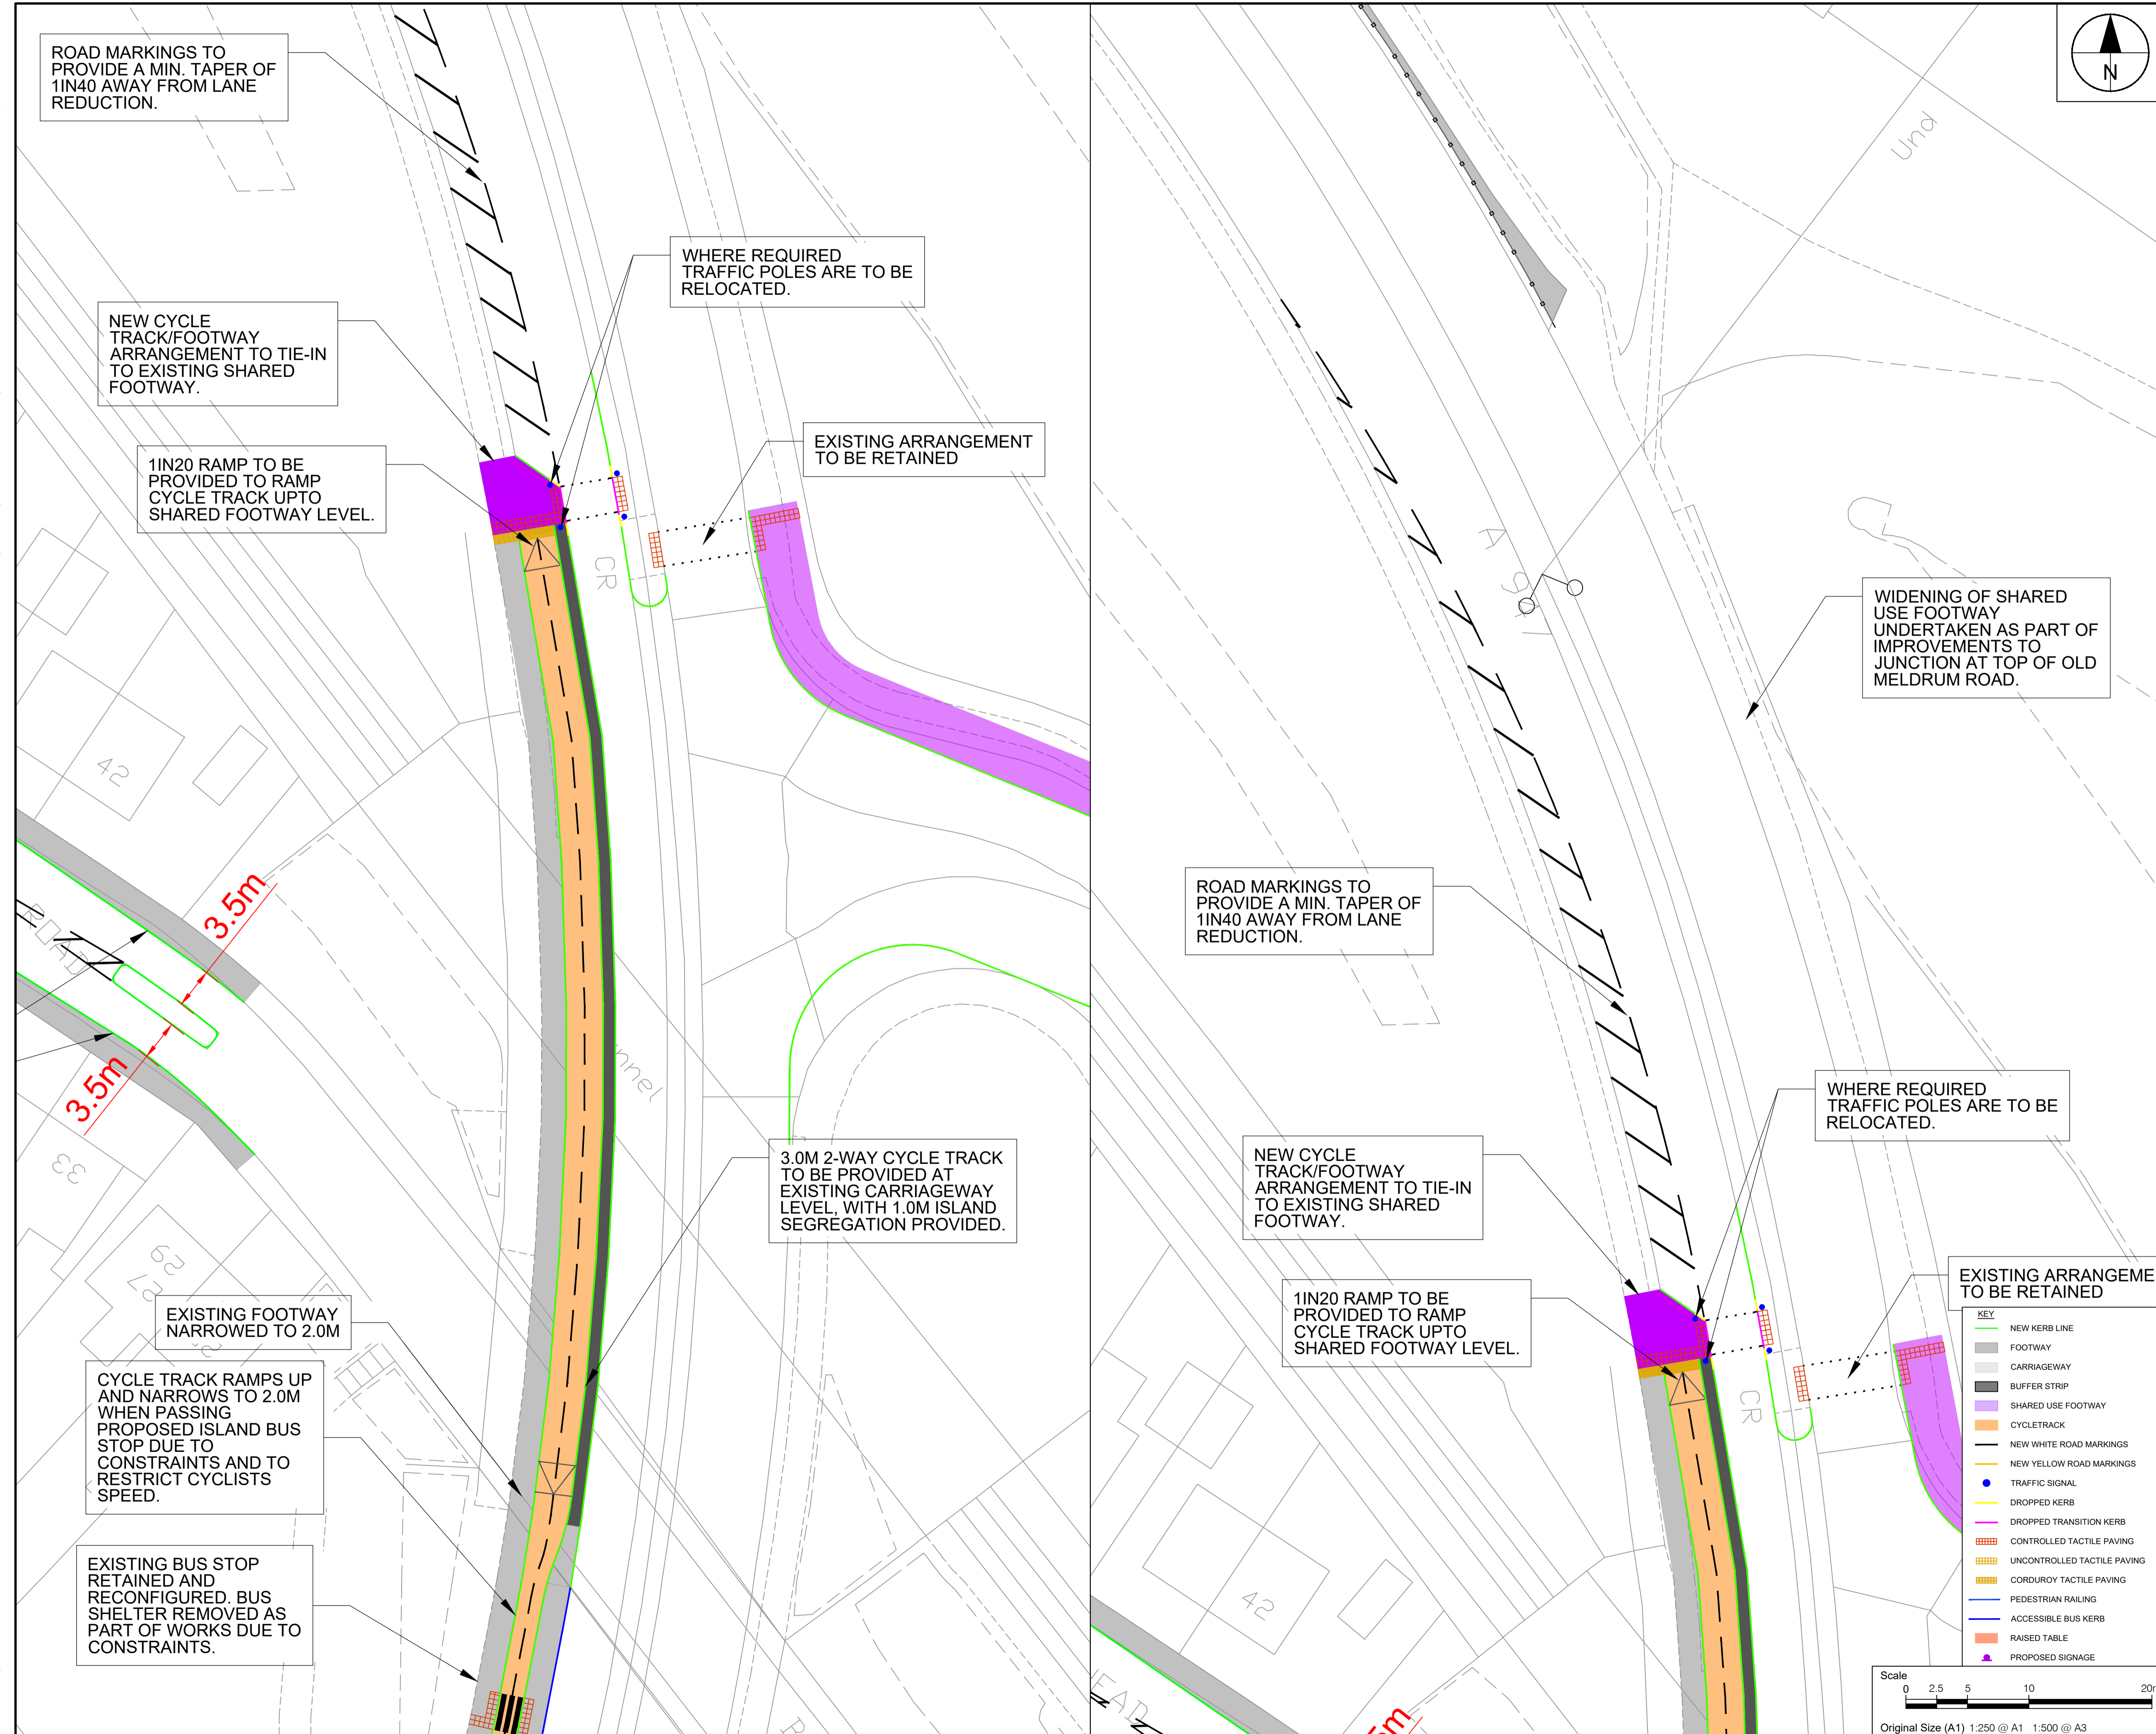 ROAD MARKINGS TO
PROVIDE A MIN. TAPER OF
1IN40 AWAY FROM LANE
REDUCTION.
WHERE REQUIRED
TRAFFIC POLES ARE TO BE
RELOCATED.
NEW CYCLE
TRACK/FOOTWAY
ARRANGEMENT TO TIE-IN
TO EXISTING SHARED
FOOTWAY.
EXISTING ARRANGEMENT
TO BE RETAINED
1IN20 RAMP TO BE
PROVIDED TO RAMP
CYCLE TRACK UPTO
SHARED FOOTWAY LEVEL.
CR
42
3.5m
ROAD
3.5m
33
3.0M 2-WAY CYCLE TRACK
TO BE PROVIDED AT
EXISTING CARRIAGEWAY
LEVEL, WITH 1.0M ISLAND
SEGREGATION PROVIDED.
29
27
EXISTING FOOTWAY
NARROWED TO 2.0M
CYCLE TRACK RAMPS UP
AND NARROWS TO 2.0M
WHEN PASSING
PROPOSED ISLAND BUS
STOP DUE TO
CONSTRAINTS AND TO
RESTRICT CYCLISTS
SPEED.
EXISTING BUS STOP
RETAINED AND
RECONFIGURED. BUS
SHELTER REMOVED AS
PART OF WORKS DUE TO
CONSTRAINTS.
N
Und
WIDENING OF SHARED
USE FOOTWAY
UNDERTAKEN AS PART OF
IMPROVEMENTS TO
JUNCTION AT TOP OF OLD
MELDRUM ROAD.
ROAD MARKINGS TO
PROVIDE A MIN. TAPER OF
1IN40 AWAY FROM LANE
REDUCTION.
WHERE REQUIRED
TRAFFIC POLES ARE TO BE
RELOCATED.
NEW CYCLE
TRACK/FOOTWAY
ARRANGEMENT TO TIE-IN
TO EXISTING SHARED
FOOTWAY.
EXISTING ARRANGEME
TO BE RETAINED
1IN20 RAMP TO BE
PROVIDED TO RAMP
CYCLE TRACK UPTO
SHARED FOOTWAY LEVEL.
CR
42
5m
KEY
NEW KERB LINE
FOOTWAY
CARRIAGEWAY
BUFFER STRIP
SHARED USE FOOTWAY
CYCLETRACK
NEW WHITE ROAD MARKINGS
NEW YELLOW ROAD MARKINGS
TRAFFIC SIGNAL
DROPPED KERB
DROPPED TRANSITION KERB
CONTROLLED TACTILE PAVING
UNCONTROLLED TACTILE PAVING
CORDUROY TACTILE PAVING
PEDESTRIAN RAILING
ACCESSIBLE BUS KERB
RAISED TABLE
PROPOSED SIGNAGE
Scale
0 2.5 5 10 20m
Original Size (A1) 1:250 @ A1 1:500 @ A3